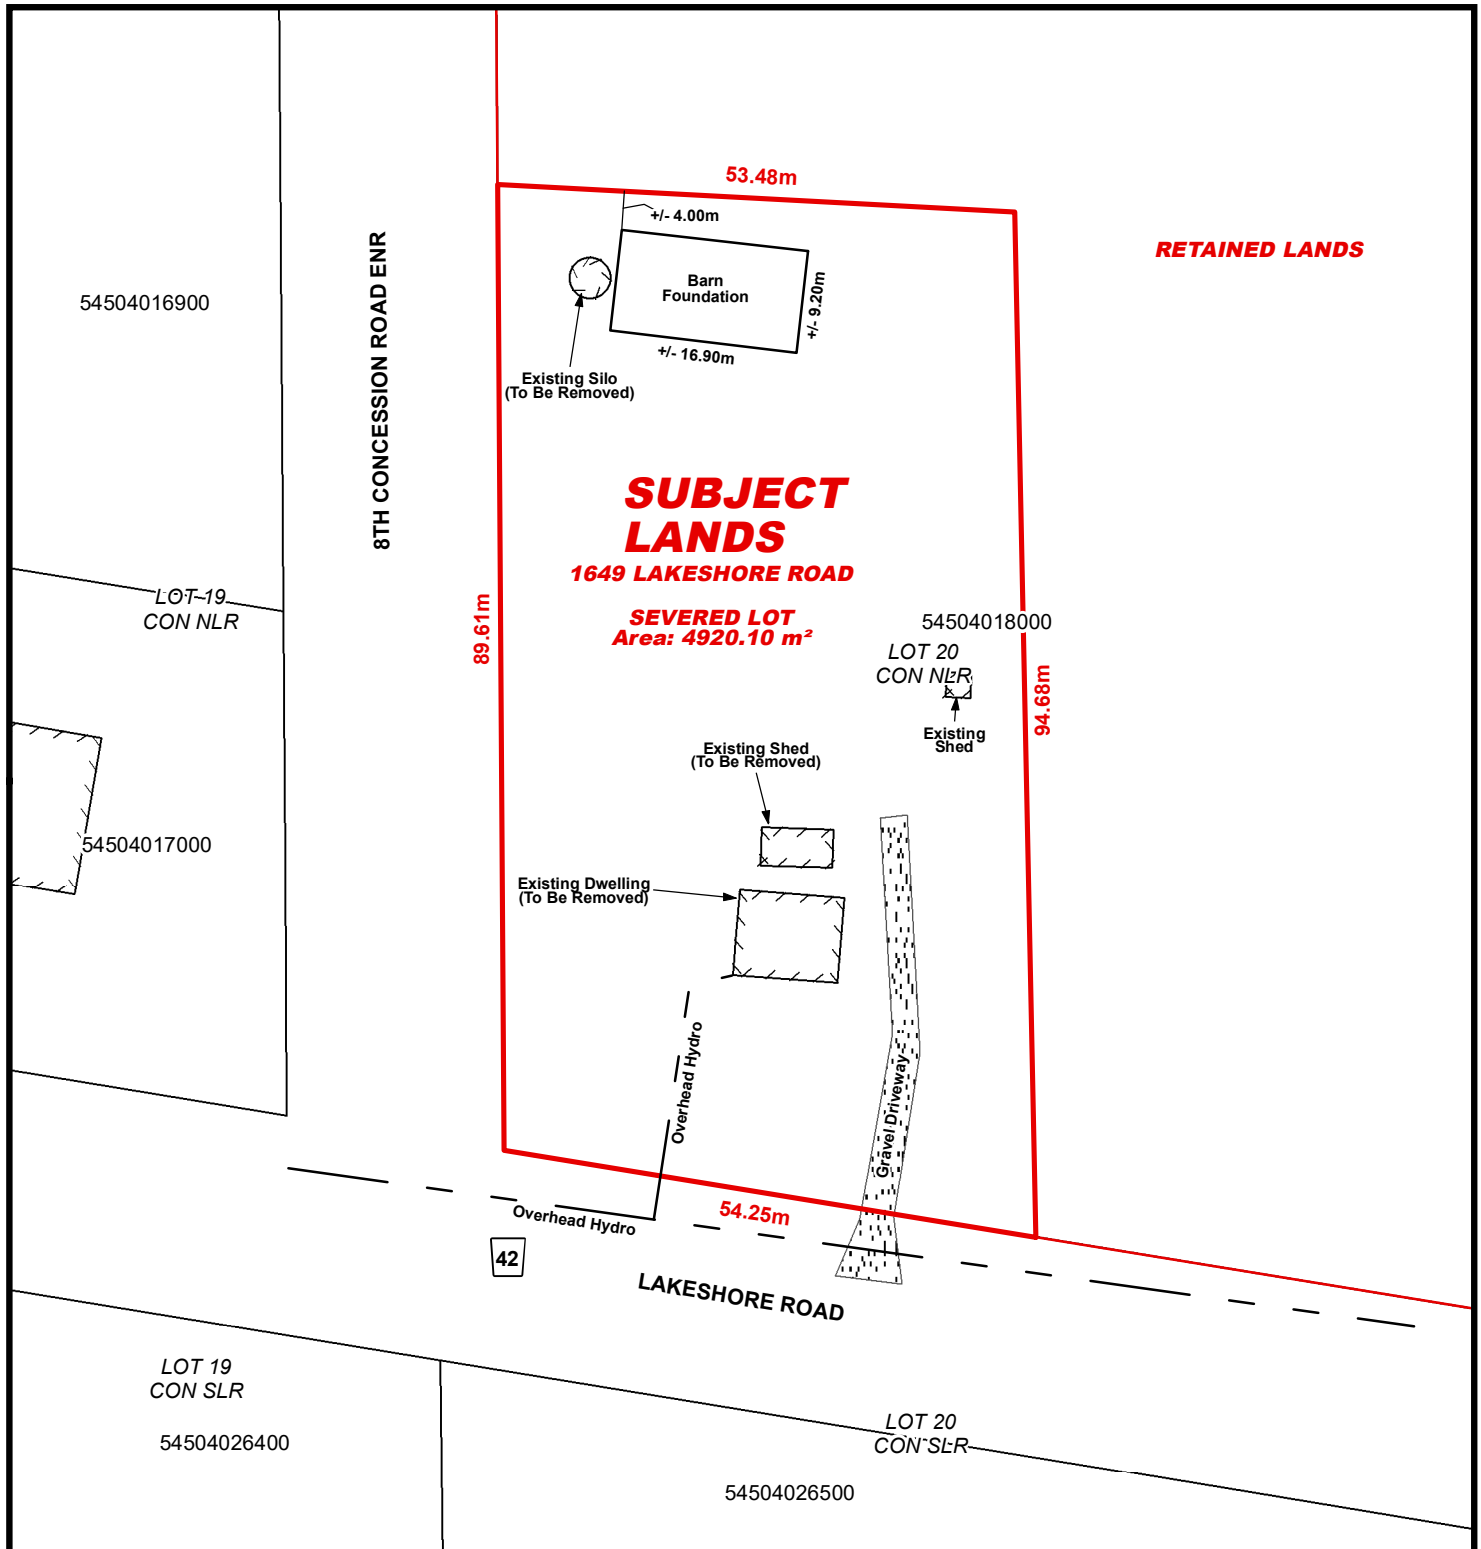 53.48m
+/- 4.00m
RETAINED LANDS
8TH CONCESSION ROAD ENR
54504016900
Barn
Foundation
+/- 9.20m
+/- 16.90m
Existing Silo
(To Be Removed)
SUBJECT
LANDS
1649 LAKESHORE ROAD
SEVERED LOT
Area: 4920.10 m²
89.61m
LOT 19
CON NLR
54504018000
LOT 20
CON NLR
94.68m
Existing
Shed
Existing Shed
(To Be Removed)
54504017000
Existing Dwelling
(To Be Removed)
Overhead Hydro
Gravel Driveway
54.25m
Overhead Hydro
42
LAKESHORE ROAD
LOT 19
CON SLR
54504026400
LOT 20
CON SLR
54504026500